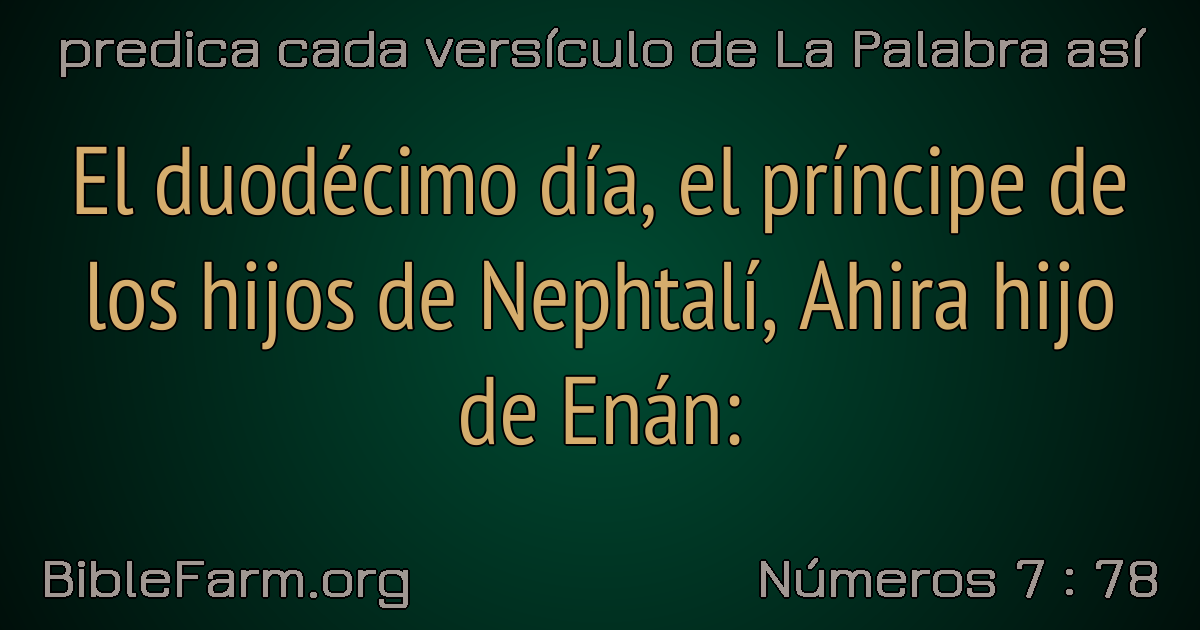 predica cada versículo de La Palabra así
El duodécimo día, el príncipe de
los hijos de Nephtalí, Ahira hijo
de Enán:
BibleFarm.org
Números 7 : 78